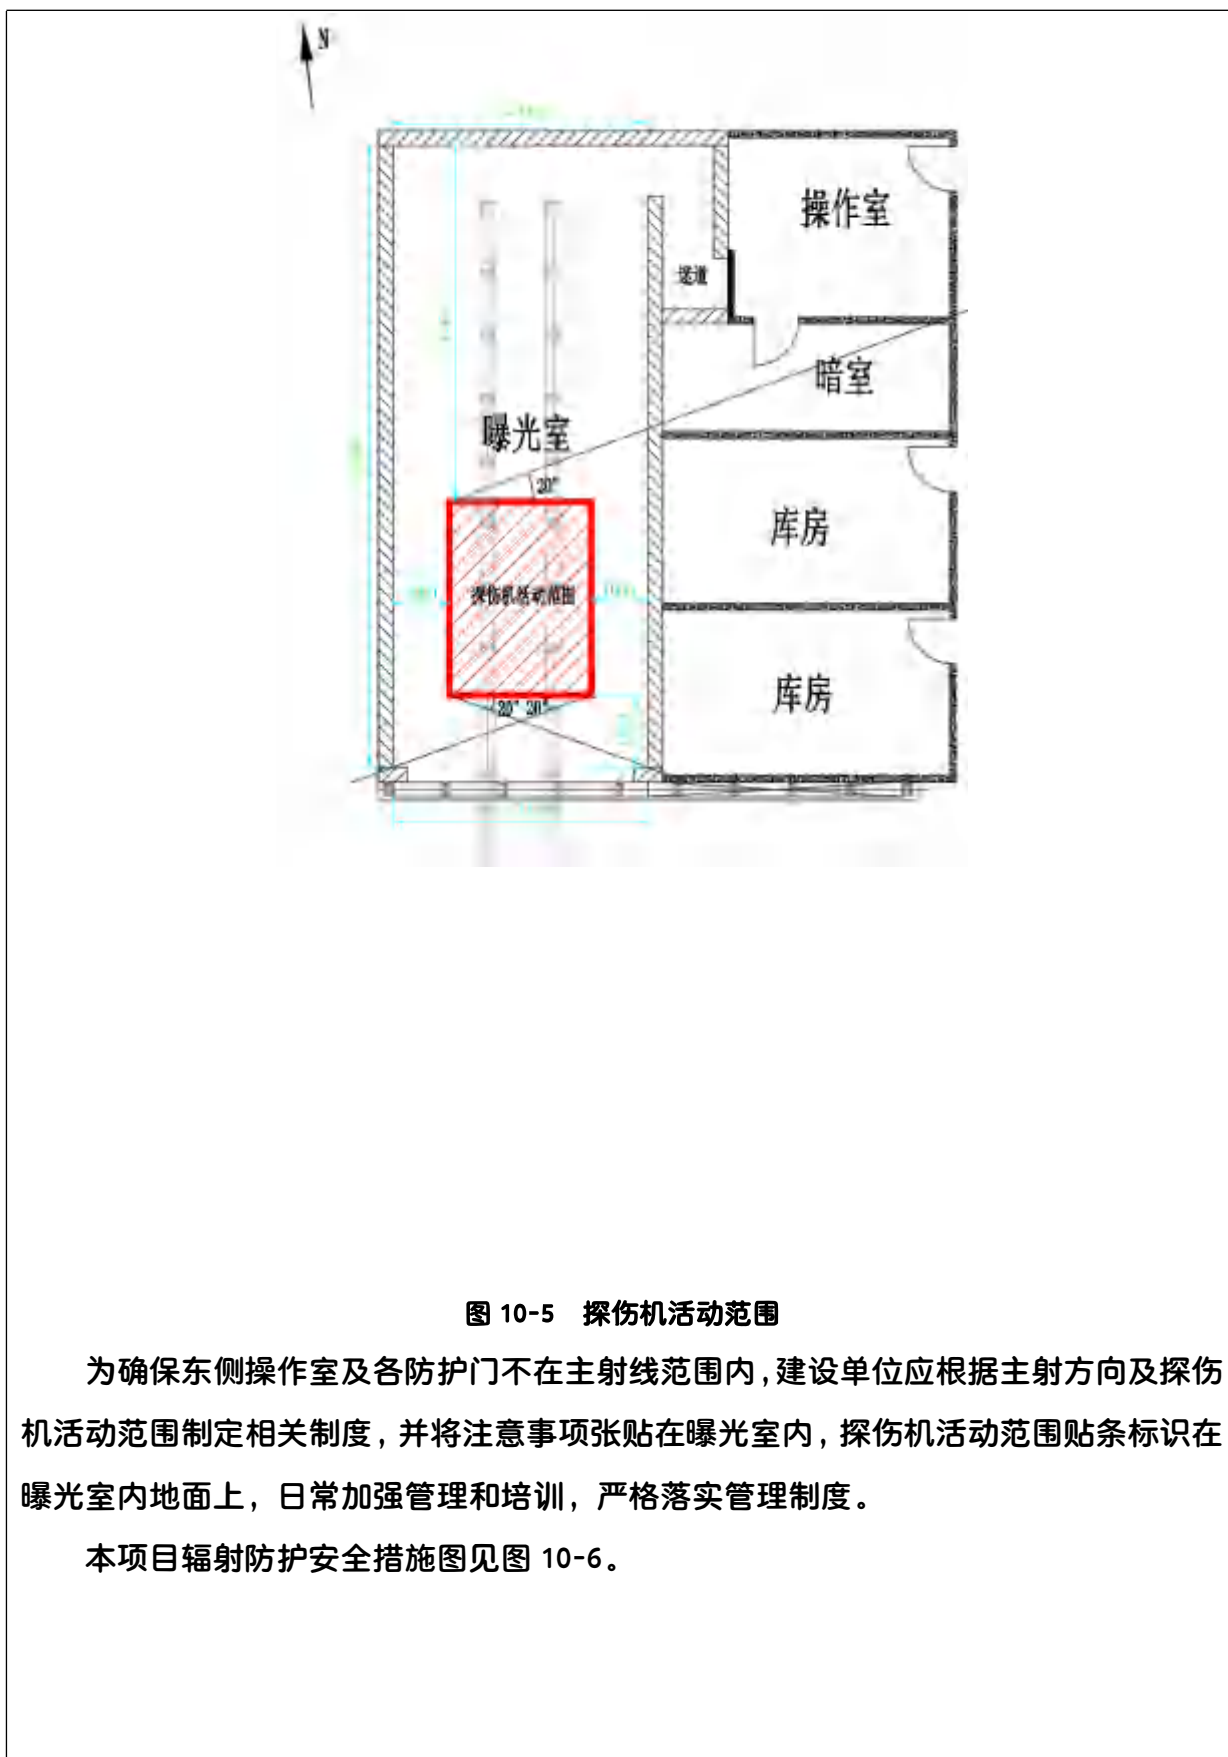 N
操作室
迷道
暗室
曝光室
20°
库房
探伤机活动范围
库房
20° 20°
图 10-5 探伤机活动范围
为确保东侧操作室及各防护门不在主射线范围内，建设单位应根据主射方向及探伤
机活动范围制定相关制度，并将注意事项张贴在曝光室内，探伤机活动范围贴条标识在
曝光室内地面上，日常加强管理和培训，严格落实管理制度。
本项目辐射防护安全措施图见图 10-6。